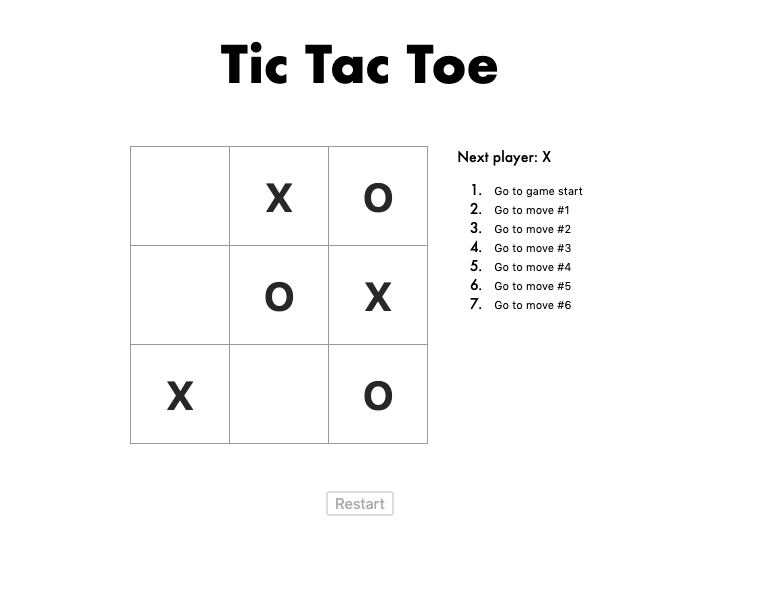 Tic Tac Toe
X O
O X
X O
Next player: X
1. Go to game start
2. Go to move #1
3. Go to move #2
4. Go to move #3
5. Go to move #4
6. Go to move #5
7. Go to move #6
Restart